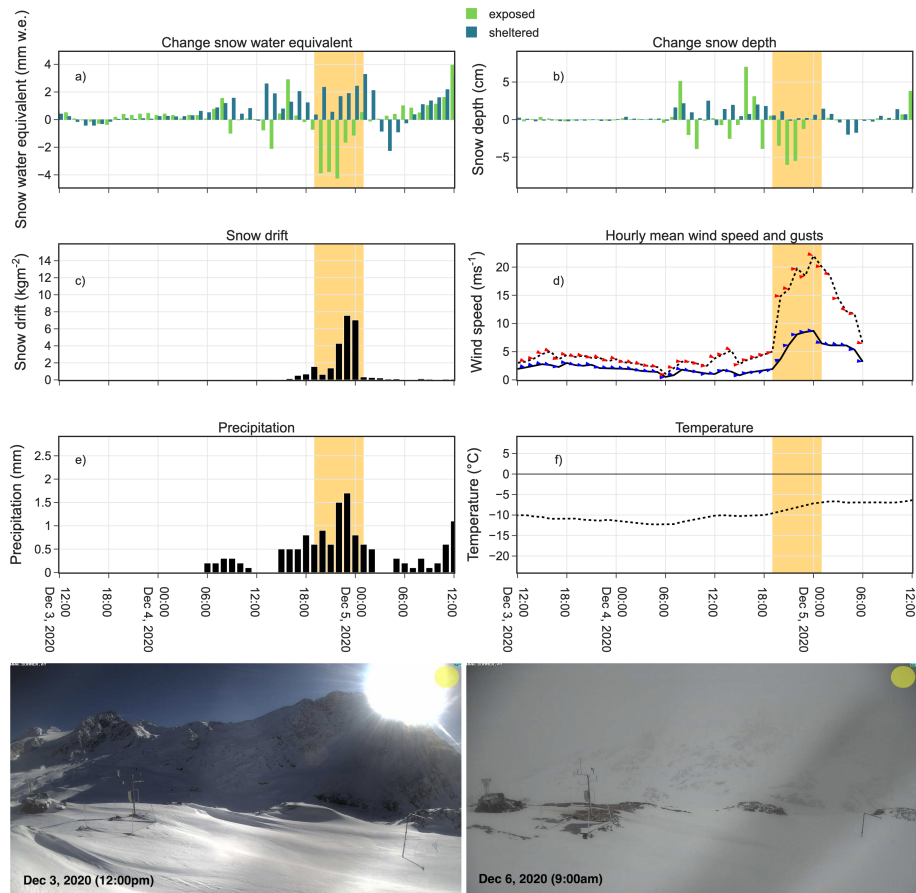 exposed
sheltered
Change snow water equivalent
Change snow depth
Snow water equivalent (mm w.e.)
4
2
0
−2
−4
a)
Snow depth (cm)
5
0
−5
b)
Snow drift
Hourly mean wind speed and gusts
Snow drift (kgm-2)
14
12
10
8
6
4
2
0
c)
Wind speed (ms-1)
20
15
10
5
0
d)
Precipitation
Temperature
Precipitation (mm)
2.5
2
1.5
1
0.5
0
e)
Temperature (°C)
5
0
−5
−10
−15
−20
f)
12:00
Dec 3, 2020
18:00
00:00
Dec 4, 2020
06:00
12:00
18:00
00:00
Dec 5, 2020
06:00
12:00
12:00
Dec 3, 2020
18:00
00:00
Dec 4, 2020
06:00
12:00
18:00
00:00
Dec 5, 2020
06:00
12:00
Dec 3, 2020 (12:00pm)
Dec 6, 2020 (9:00am)